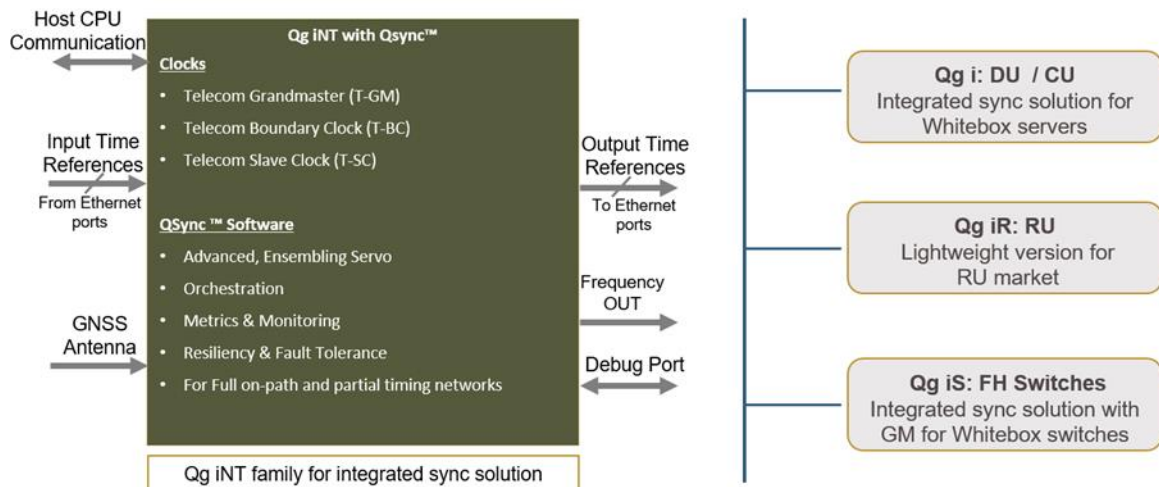 Host CPU
Communication
Input Time
References
From Ethernet
ports
GNSS
Antenna
Qg iNT with Qsync™
Clocks
• Telecom Grandmaster (T-GM)
• Telecom Boundary Clock (T-BC)
• Telecom Slave Clock (T-SC)
QSync ™ Software
• Advanced, Ensembling Servo
• Orchestration
• Metrics & Monitoring
• Resiliency & Fault Tolerance
• For Full on-path and partial timing networks
Output Time
References
To Ethernet
ports
Frequency
OUT
Debug Port
Qg iNT family for integrated sync solution
Qg i: DU / CU
Integrated sync solution for
Whitebox servers
Qg iR: RU
Lightweight version for
RU market
Qg iS: FH Switches
Integrated sync solution with
GM for Whitebox switches